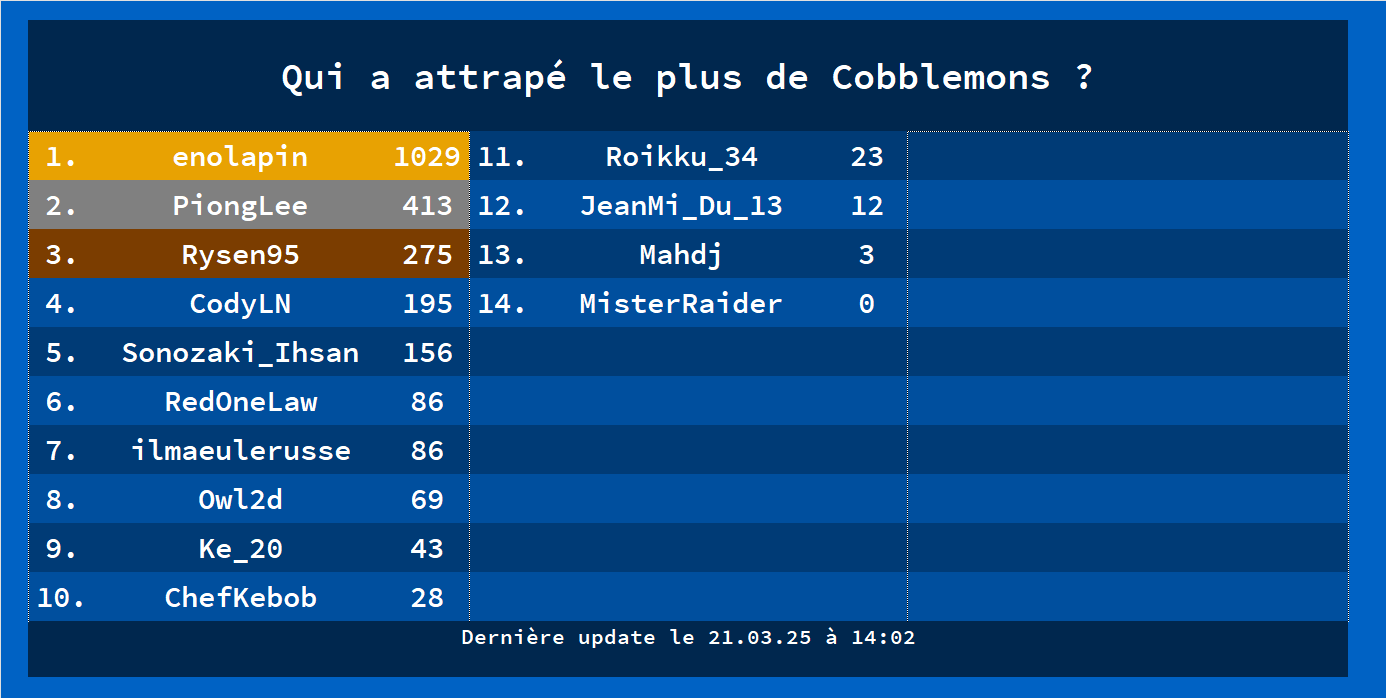 Qui a attrapé le plus de Cobblemons ?
1. enolapin 1029
2. PiongLee 413
3. Rysen95 275
4. CodyLN 195
5. Sonozaki_Ihsan 156
6. RedOneLaw 86
7. ilmaeulerusse 86
8. Owl2d 69
9. Ke_20 43
10. ChefKebob 28
11. Roikku_34 23
12. JeanMi_Du_13 12
13. Mahdj 3
14. MisterRaider 0
Dernière update le 21.03.25 à 14:02